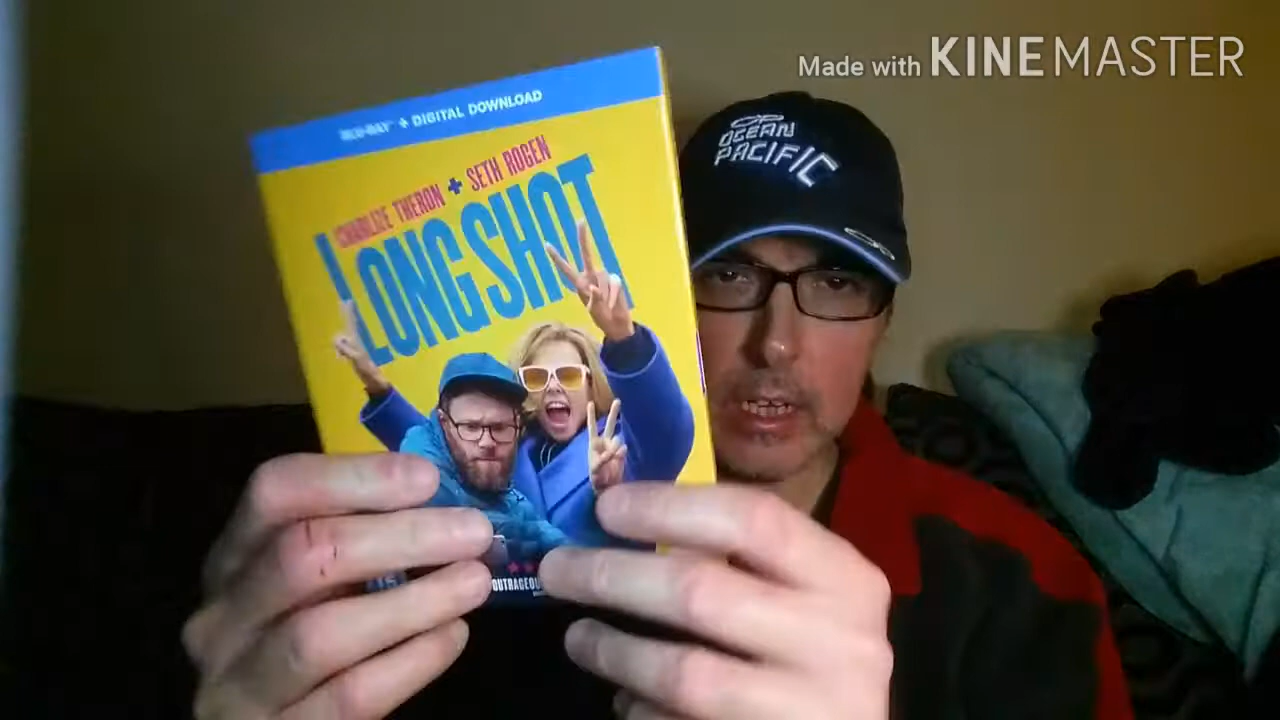 Made with KINEMASTER
BLU-RAY + DIGITAL DOWNLOAD
CHARLIZE THERON + SETH ROGEN
LONG SHOT
OCEAN
PACIFIC